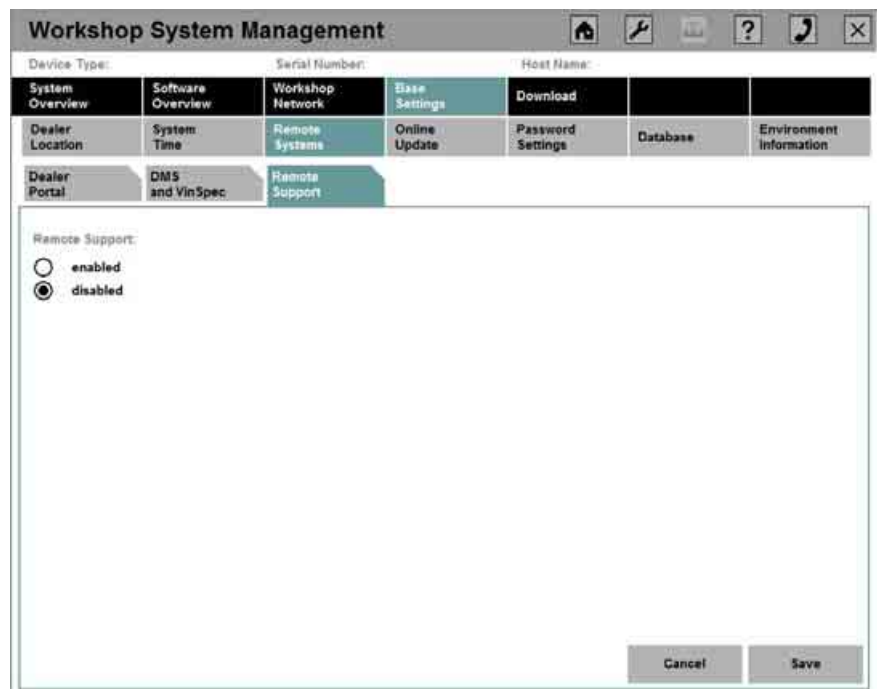 Workshop System Management
?
Device Type: Serial Number: Host Name:
System Overview
Software Overview
Workshop Network
Base Settings
Download
Dealer Location
System Time
Remote Systems
Online Update
Password Settings
Database
Environment Information
Dealer Portal
DMS and VinSpec
Remote Support
Remote Support:
enabled
disabled
Cancel Save